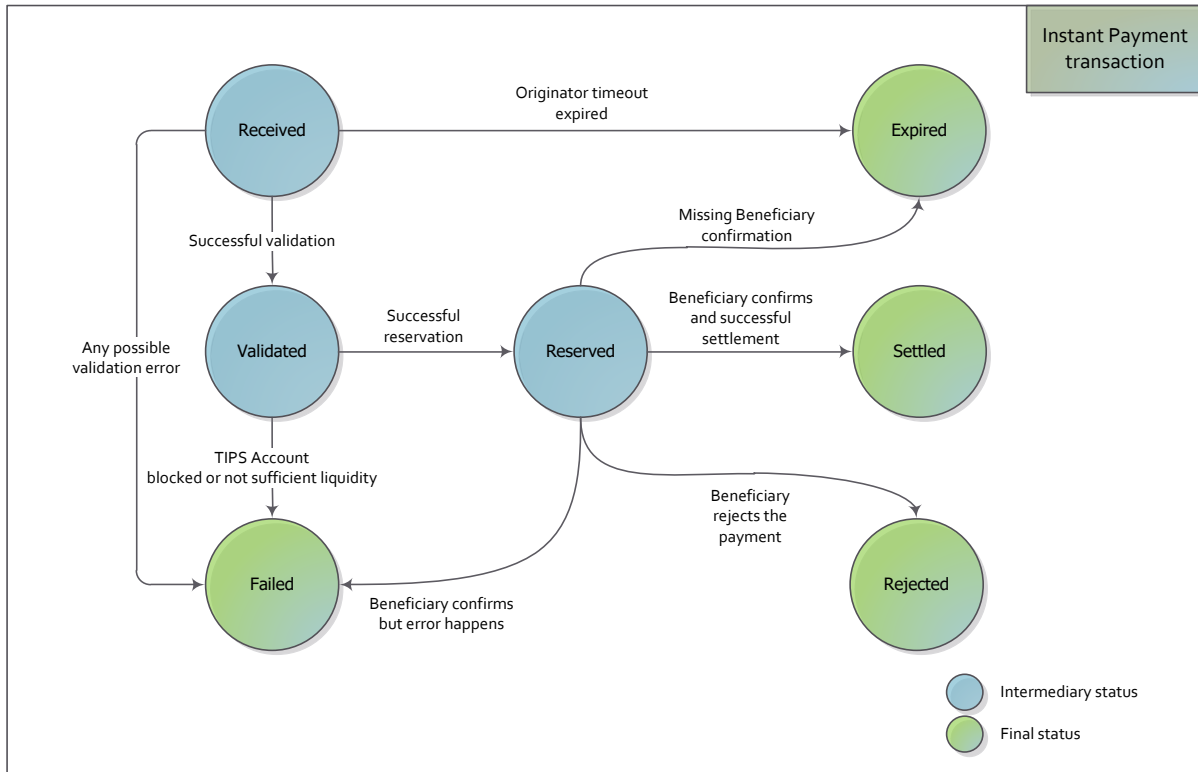 Instant Payment
transaction
Received
Originator timeout
expired
Expired
Successful validation
Missing Beneficiary
confirmation
Any possible
validation error
Validated
Successful
reservation
Reserved
Beneficiary confirms
and successful
settlement
Settled
TIPS Account
blocked or not sufficient liquidity
Beneficiary
rejects the
payment
Failed
Beneficiary confirms
but error happens
Rejected
Intermediary status
Final status